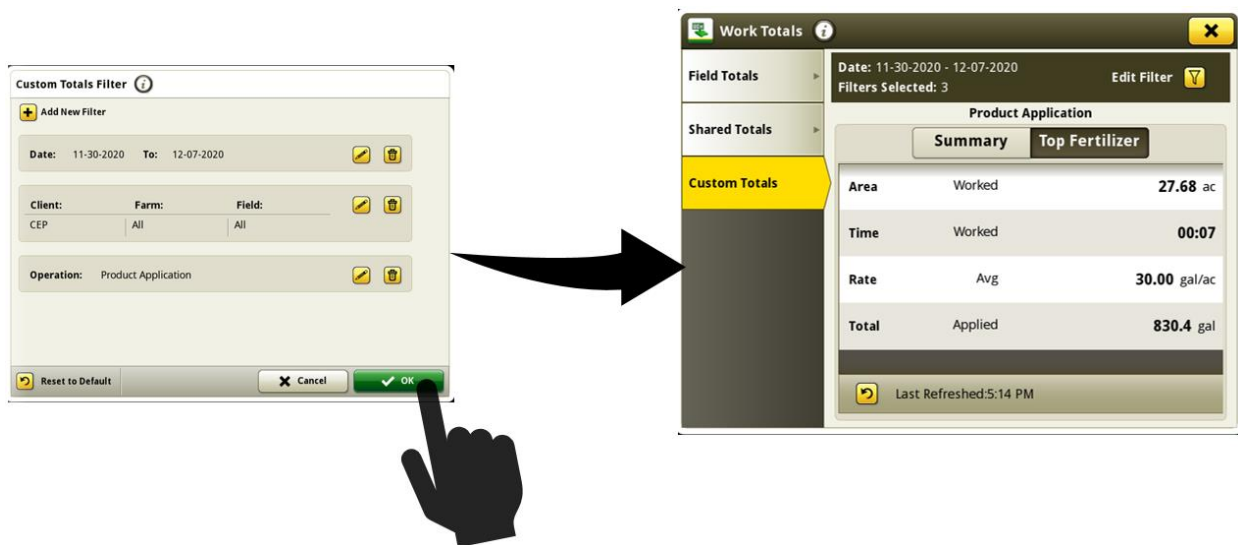 Custom Totals Filter
Add New Filter
Date: 11-30-2020 To: 12-07-2020
Client: Farm: Field:
CEP All All
Operation: Product Application
Reset to Default
Cancel
OK
Work Totals
Field Totals
Shared Totals
Custom Totals
Date: 11-30-2020 - 12-07-2020
Filters Selected: 3
Edit Filter
Product Application
Summary Top Fertilizer
Area Worked 27.68 ac
Time Worked 00:07
Rate Avg 30.00 gal/ac
Total Applied 830.4 gal
Last Refreshed:5:14 PM